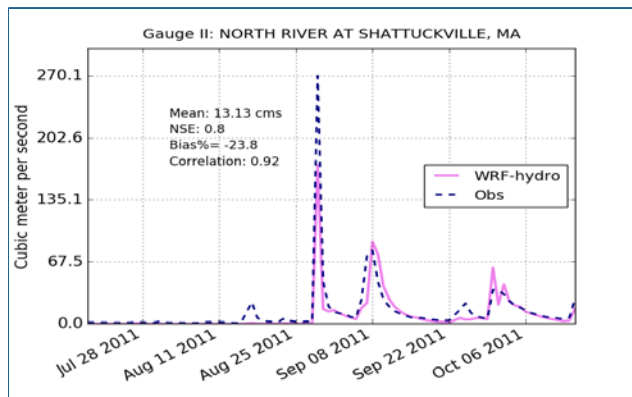 Gauge II: NORTH RIVER AT SHATTUCKVILLE, MA
Cubic meter per second
270.1
202.6
135.1
67.5
0.0
Mean: 13.13 cms
NSE: 0.8
Bias%= -23.8
Correlation: 0.92
WRF-hydro
Obs
Jul 28 2011
Aug 11 2011
Aug 25 2011
Sep 08 2011
Sep 22 2011
Oct 06 2011